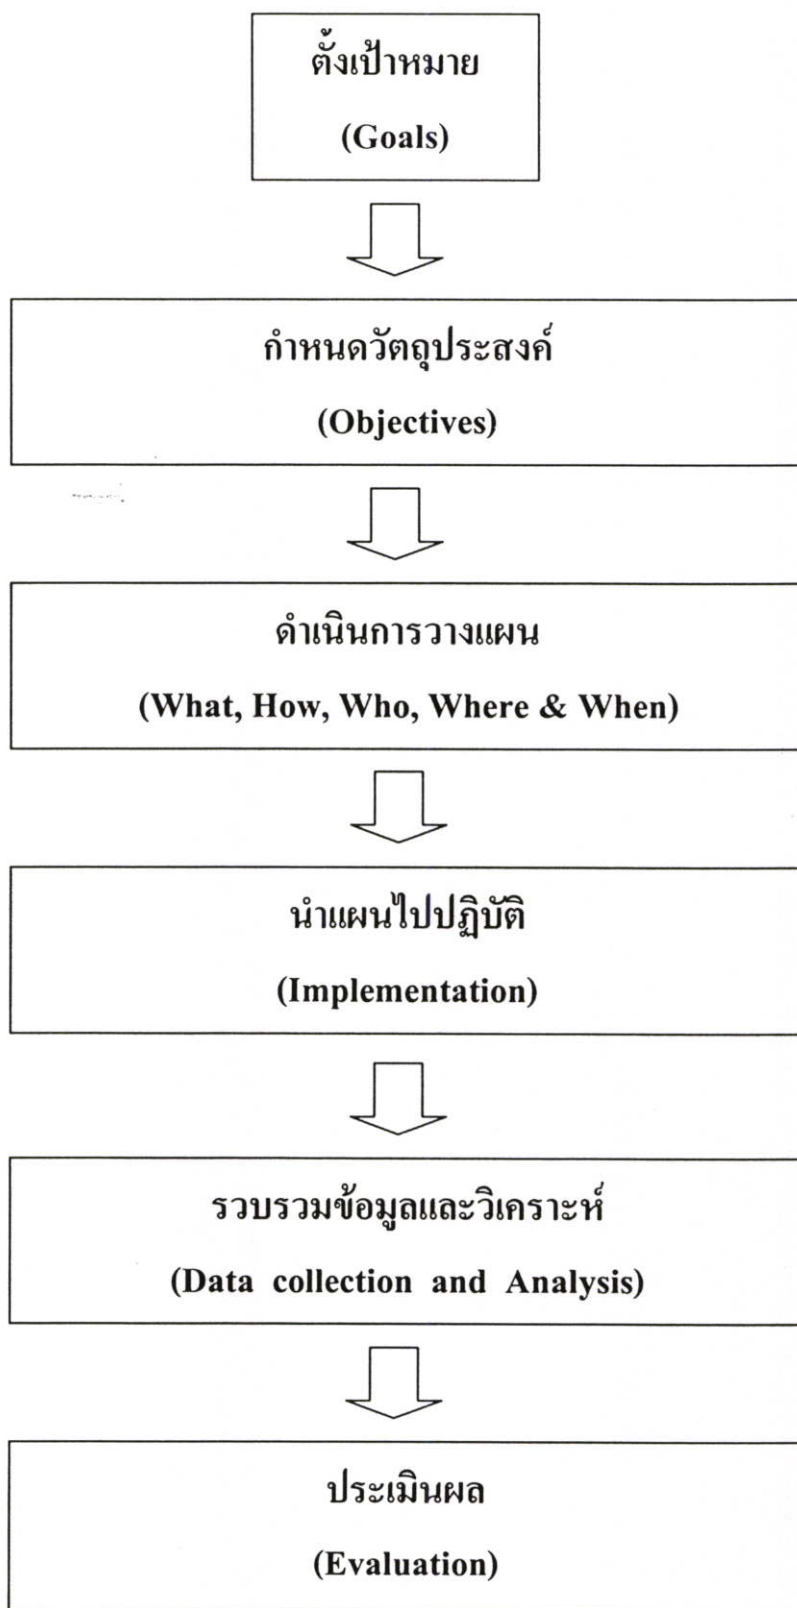 ตั้งเป้าหมาย
(Goals)
กำหนดวัตถุประสงค์
(Objectives)
ดำเนินการวางแผน
(What, How, Who, Where & When)
นำแผนไปปฏิบัติ
(Implementation)
รวบรวมข้อมูลและวิเคราะห์
(Data collection and Analysis)
ประเมินผล
(Evaluation)